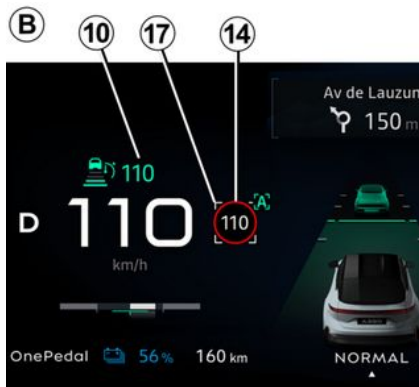 B
10
17
14
Av de Lauzun
150 m
110
A
D
110
110
km/h
OnePedal
56 %
160 km
NORMAL